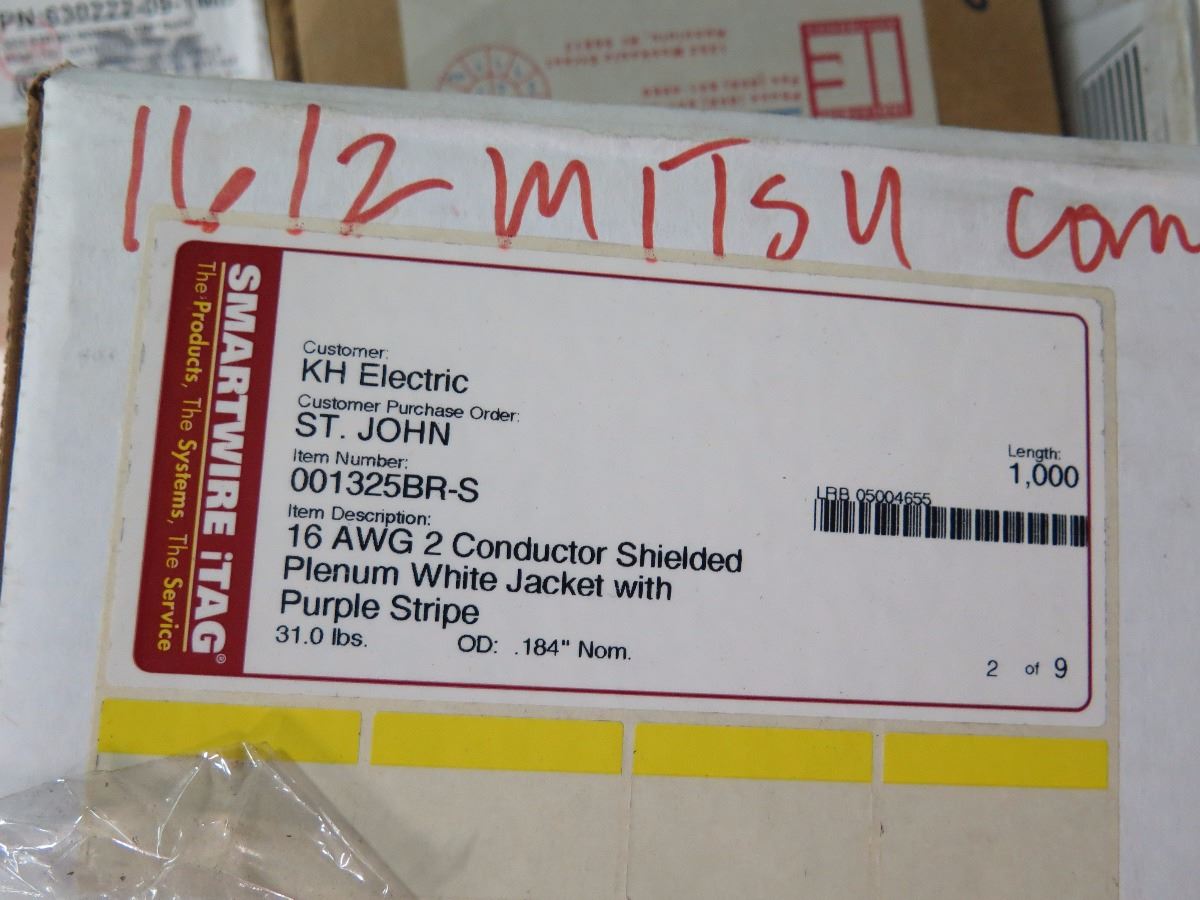 16/2 MITSU com
SMARTWIRE iTAG®
The Products, The Systems, The Service
Customer:
KH Electric
Customer Purchase Order:
ST. JOHN
Item Number:
001325BR-S
Length:
1,000
LRB 05004655
Item Description:
16 AWG 2 Conductor Shielded
Plenum White Jacket with
Purple Stripe
31.0 lbs. OD: .184" Nom.
2 of 9